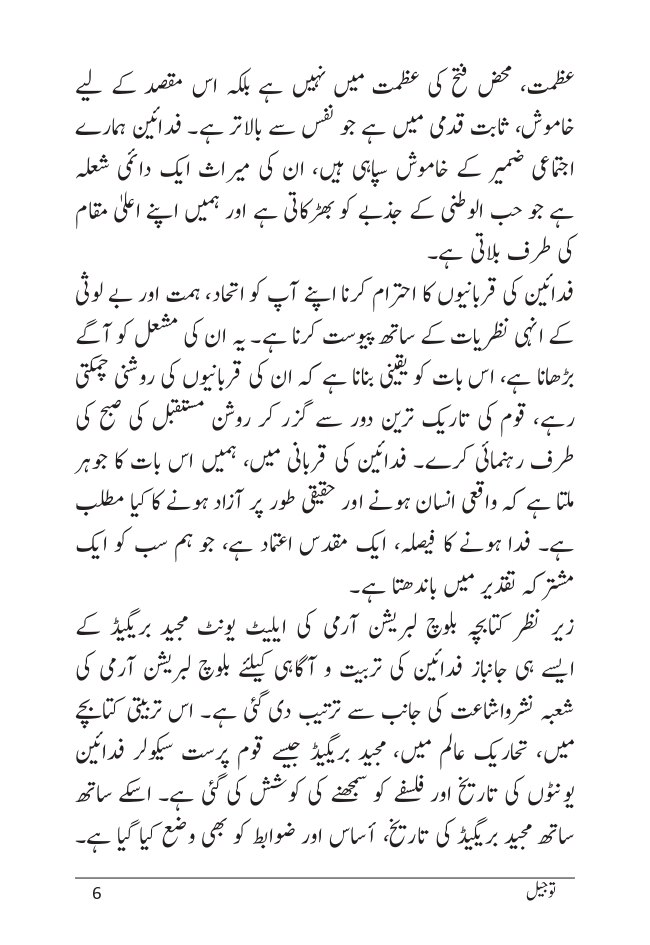 عظمت، محض فتح کی عظمت میں نہیں ہے بلکہ اس مقصد کے لیے
خاموش، ثابت قدمی میں ہے جو نفس سے بالاتر ہے۔ فدائین ہمارے
اجتماعی ضمیر کے خاموش سپاہی ہیں، ان کی میراث ایک دائمی شعلہ
ہے جو حب الوطنی کے جذبے کو بھڑکاتی ہے اور ہمیں اپنے اعلیٰ مقام
کی طرف بلاتی ہے۔
فدائین کی قربانیوں کا احترام کرنا اپنے آپ کو اتحاد، ہمت اور بے لوثی
کے انہی نظریات کے ساتھ پیوست کرنا ہے۔ یہ ان کی مشعل کو آگے
بڑھانا ہے، اس بات کو یقینی بنانا ہے کہ ان کی قربانیوں کی روشنی چمکتی
رہے، قوم کی تاریک ترین دور سے گزر کر روشن مستقبل کی صبح کی
طرف رہنمائی کرے۔ فدائین کی قربانی میں، ہمیں اس بات کا جوہر
ملتا ہے کہ واقعی انسان ہونے اور حقیقی طور پر آزاد ہونے کا کیا مطلب
ہے۔ فدا ہونے کا فیصلہ، ایک مقدس اعتماد ہے، جو ہم سب کو ایک
مشترکہ تقدیر میں باندھتا ہے۔
زیر نظر کتابچہ بلوچ لبریشن آرمی کی ایلیٹ یونٹ مجید بریگیڈ کے
ایسے ہی جانباز فدائین کی تربیت و آگاہی کیلئے بلوچ لبریشن آرمی کی
شعبہ نشرواشاعت کی جانب سے ترتیب دی گئی ہے۔ اس تربیتی کتابچے
میں، تحاریک عالم میں، مجید بریگیڈ جیسے قوم پرست سیکولر فدائین
یونٹوں کی تاریخ اور فلسفے کو سمجھنے کی کوشش کی گئی ہے۔ اسکے ساتھ
ساتھ مجید بریگیڈ کی تاریخ، أساس اور ضوابط کو بھی وضع کیا گیا ہے۔
توجیل
6